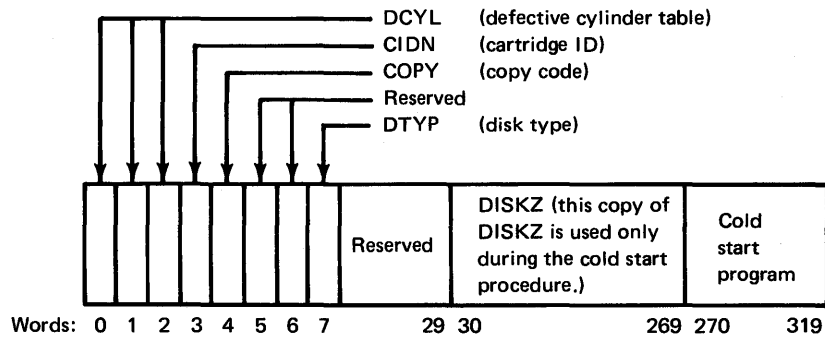 DCYL (defective cylinder table)
CIDN (cartridge ID)
COPY (copy code)
Reserved
DTYP (disk type)
Reserved
DISKZ (this copy of
DISKZ is used only
during the cold start
procedure.)
Cold
start
program
Words: 0 1 2 3 4 5 6 7 29 30 269 270 319